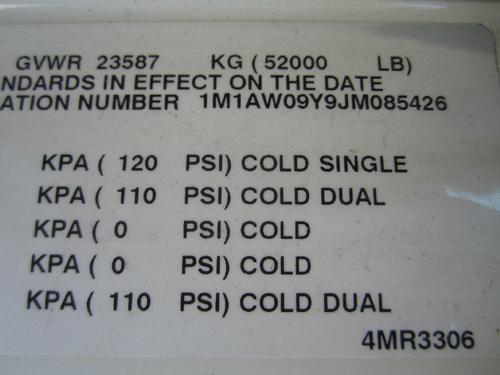 GVWR 23587 KG ( 52000 LB)
NDARDS IN EFFECT ON THE DATE
ATION NUMBER 1M1AW09Y9JM085426
KPA ( 120 PSI) COLD SINGLE
KPA ( 110 PSI) COLD DUAL
KPA ( 0 PSI) COLD
KPA ( 0 PSI) COLD
KPA ( 110 PSI) COLD DUAL
4MR3306